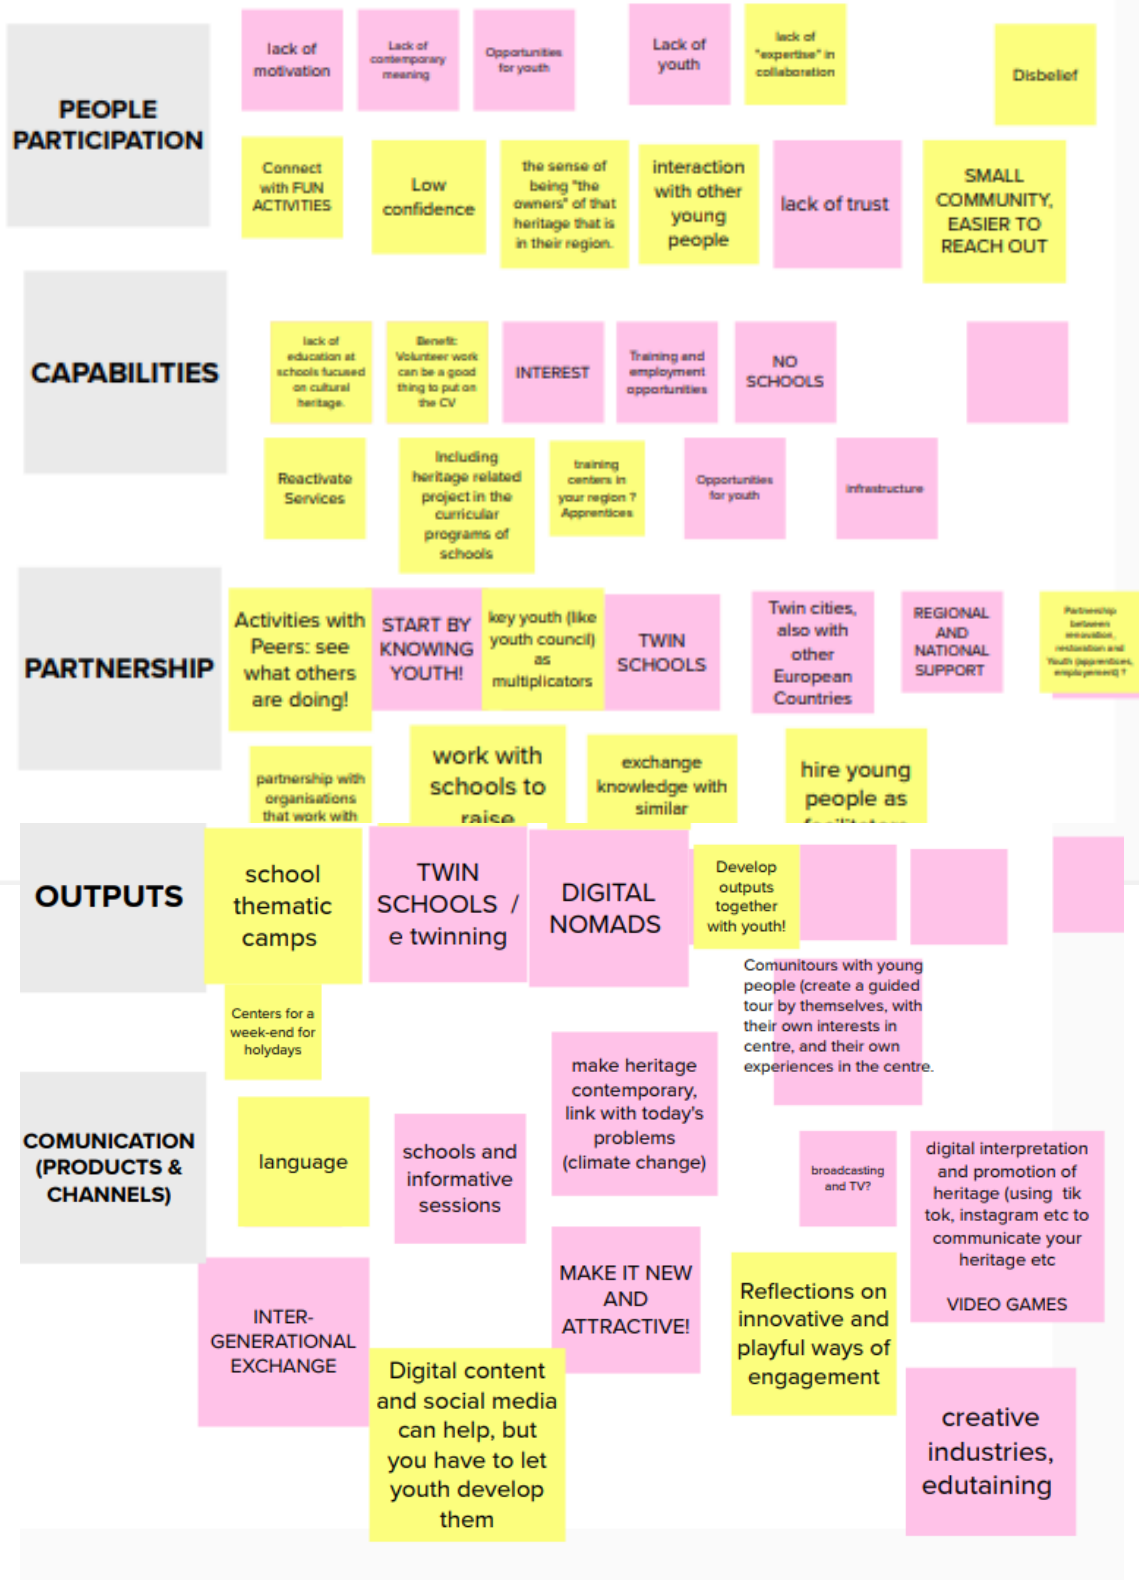 PEOPLE
PARTICIPATION
lack of
motivation
Lack of
contemporary
meaning
Opportunities
for youth
Lack of
youth
lack of
"expertise" in
collaboration
Disbelief
Connect
with FUN
ACTIVITIES
Low
confidence
the sense of
being "the
owners" of that
heritage that is
in their region.
interaction
with other
young
people
lack of trust
SMALL
COMMUNITY,
EASIER TO
REACH OUT
CAPABILITIES
lack of
education at
schools fucused
on cultural
heritage.
Benefit:
Volunteer work
can be a good
thing to put on
the CV
INTEREST
Training and
employment
opportunities
NO
SCHOOLS
Reactivate
Services
Including
heritage related
project in the
curricular
programs of
schools
training
centers in
your region ?
Apprentices
Opportunities
for youth
infrastructure
PARTNERSHIP
Activities with
Peers: see
what others
are doing!
START BY
KNOWING
YOUTH!
key youth (like
youth council)
as
multiplicators
TWIN
SCHOOLS
Twin cities,
also with
other
European
Countries
REGIONAL
AND
NATIONAL
SUPPORT
Partnership
between
renovation,
restoration and
Youth (apprentices,
employement) ?
partnership with
organisations
that work with
work with
schools to
raise
exchange
knowledge with
similar
hire young
people as
facilitators
OUTPUTS
school
thematic
camps
TWIN
SCHOOLS /
e twinning
DIGITAL
NOMADS
Develop
outputs
together
with youth!
Comunitours with young
people (create a guided
tour by themselves, with
their own interests in
centre, and their own
experiences in the centre.
Centers for a
week-end for
holydays
COMUNICATION
(PRODUCTS &
CHANNELS)
language
schools and
informative
sessions
make heritage
contemporary,
link with today's
problems
(climate change)
broadcasting
and TV?
digital interpretation
and promotion of
heritage (using tik
tok, instagram etc to
communicate your
heritage etc
VIDEO GAMES
INTER-
GENERATIONAL
EXCHANGE
MAKE IT NEW
AND
ATTRACTIVE!
Reflections on
innovative and
playful ways of
engagement
Digital content
and social media
can help, but
you have to let
youth develop
them
creative
industries,
edutaining